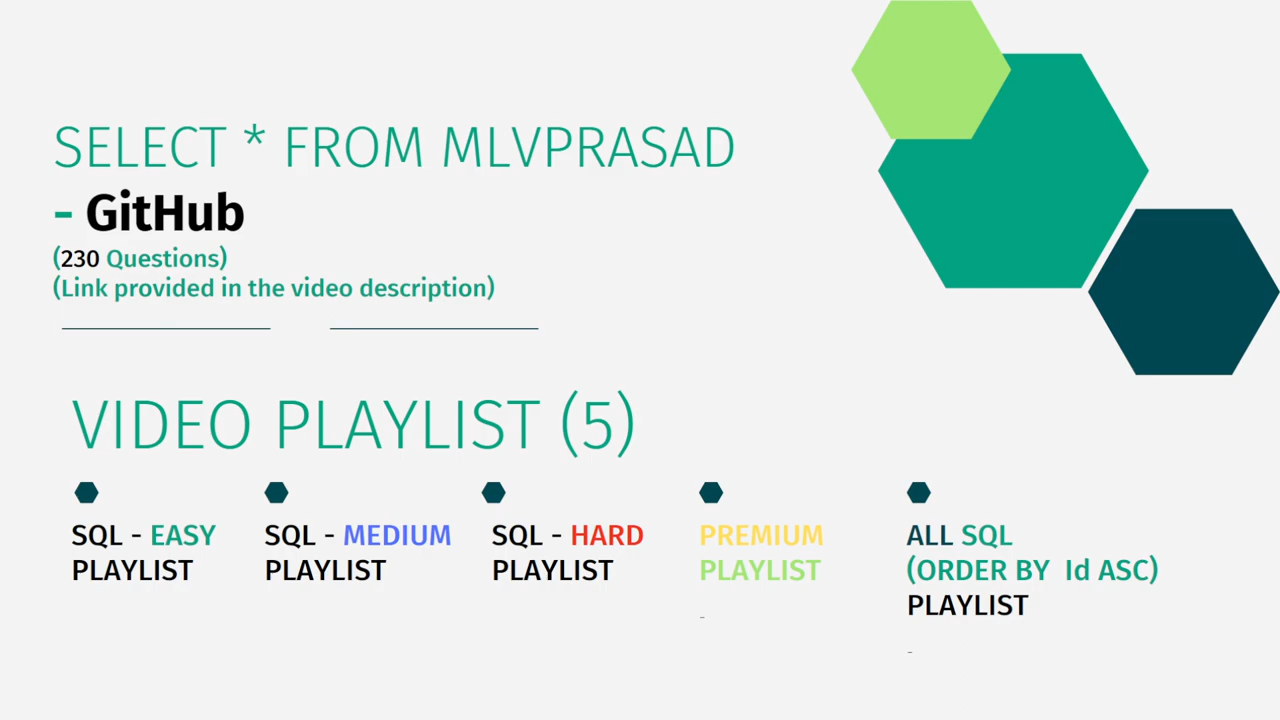 SELECT * FROM MLVPRASAD
- GitHub
(230 Questions)
(Link provided in the video description)
VIDEO PLAYLIST (5)
SQL - EASY
PLAYLIST
SQL - MEDIUM
PLAYLIST
SQL - HARD
PLAYLIST
PREMIUM
PLAYLIST
-
ALL SQL
(ORDER BY Id ASC)
PLAYLIST
-